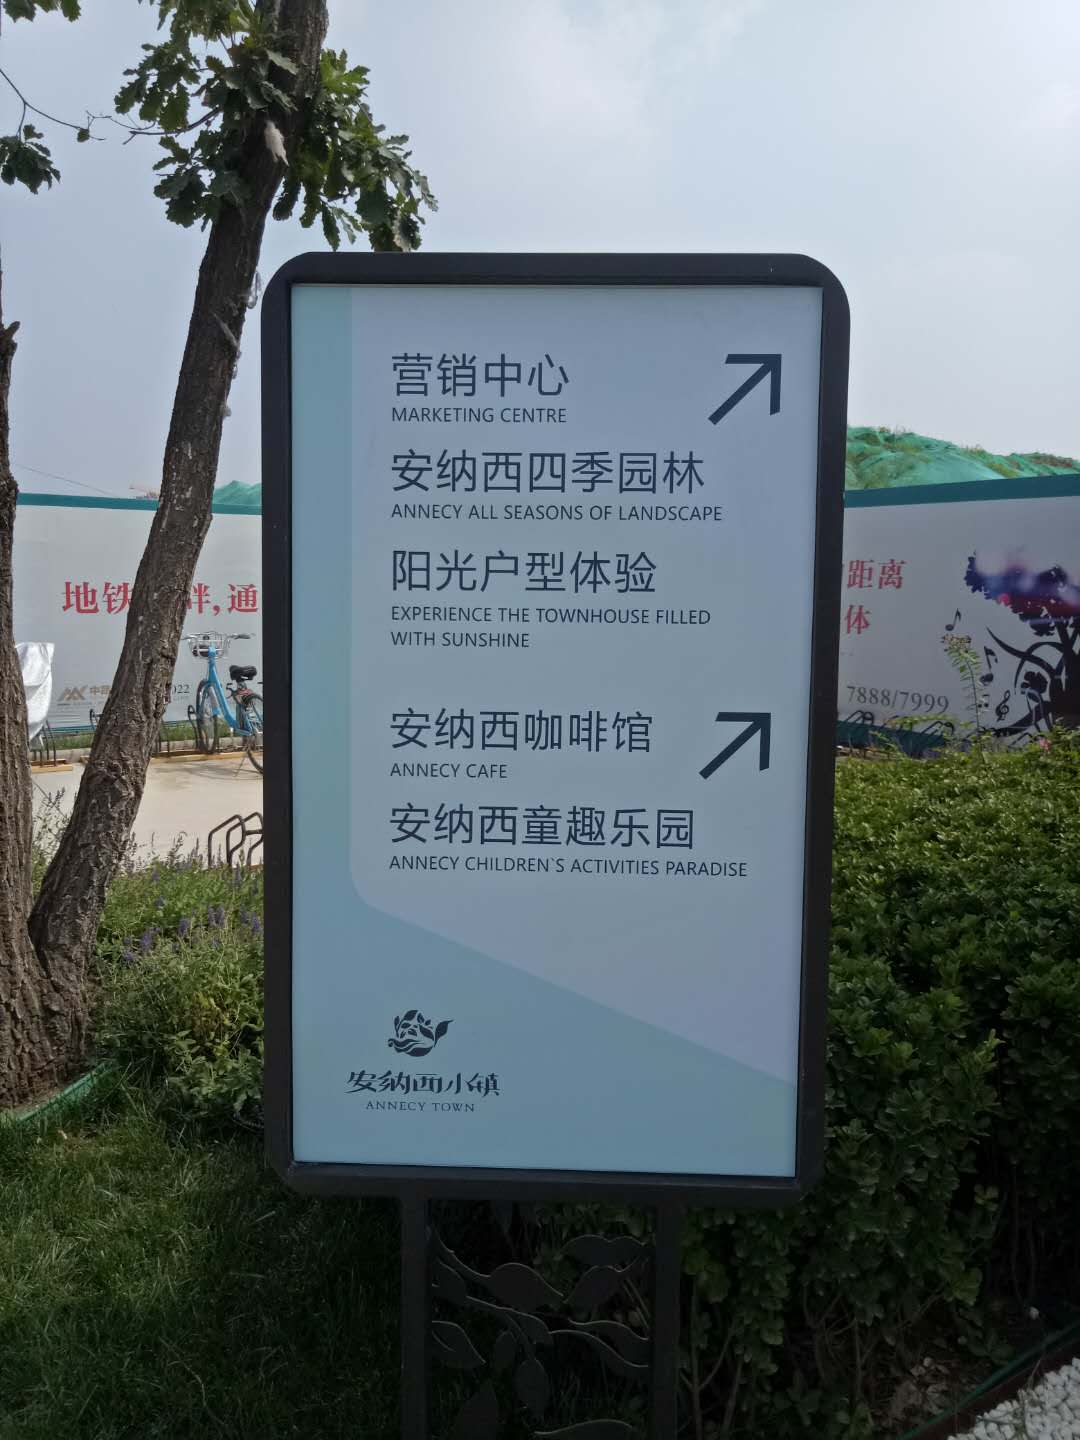 营销中心
MARKETING CENTRE
安纳西四季园林
ANNECY ALL SEASONS OF LANDSCAPE
阳光户型体验
EXPERIENCE THE TOWNHOUSE FILLED
WITH SUNSHINE
安纳西咖啡馆
ANNECY CAFE
安纳西童趣乐园
ANNECY CHILDREN`S ACTIVITIES PARADISE
安纳西小镇
ANNECY TOWN
地铁 畔,通
距离
体
7888/7999
022